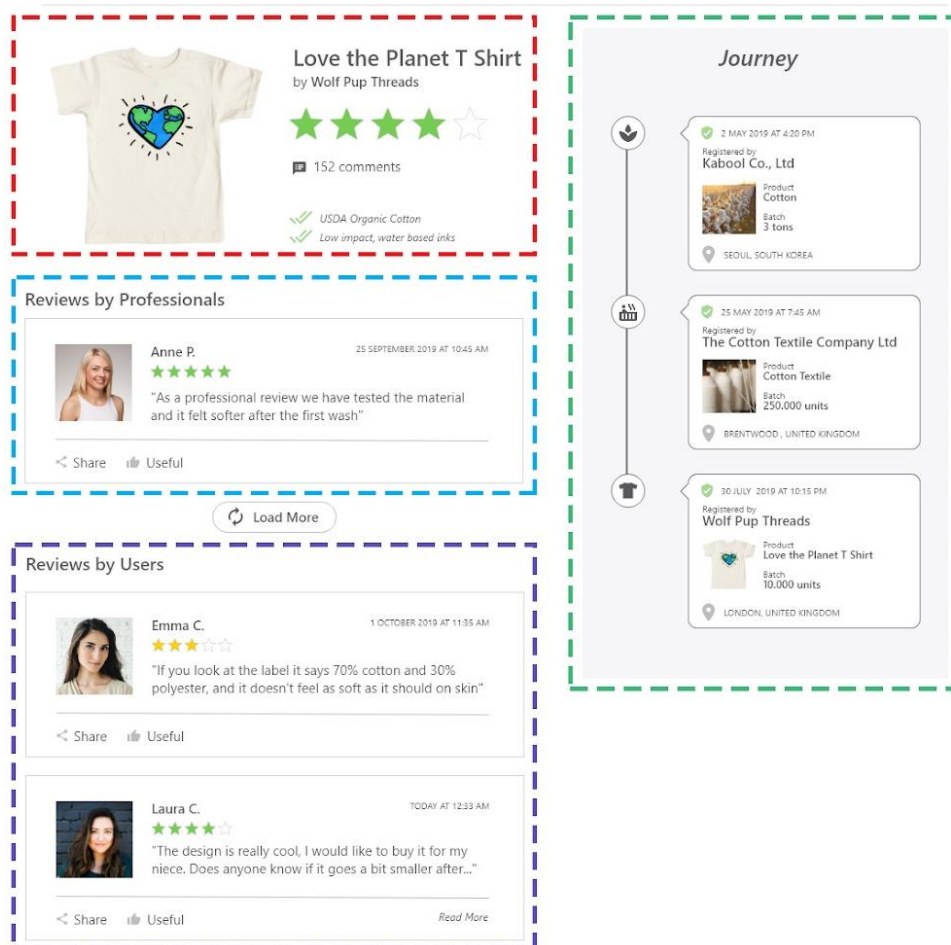 Love the Planet T Shirt
by Wolf Pup Threads
152 comments
USDA Organic Cotton
Low impact, water based inks
Reviews by Professionals
Anne P.
25 SEPTEMBER 2019 AT 10:45 AM
"As a professional review we have tested the material
and it felt softer after the first wash"
Share
Useful
Load More
Reviews by Users
Emma C.
1 OCTOBER 2019 AT 11:35 AM
"If you look at the label it says 70% cotton and 30%
polyester, and it doesn't feel as soft as it should on skin"
Share
Useful
Laura C.
TODAY AT 12:33 AM
"The design is really cool, I would like to buy it for my
niece. Does anyone know if it goes a bit smaller after..."
Share
Useful
Read More
Journey
2 MAY 2019 AT 4:20 PM
Registered by
Kabool Co., Ltd
Product
Cotton
Batch
3 tons
SEOUL, SOUTH KOREA
25 MAY 2019 AT 7:45 AM
Registered by
The Cotton Textile Company Ltd
Product
Cotton Textile
Batch
250.000 units
BRENTWOOD , UNITED KINGDOM
30 JULY 2019 AT 10:15 PM
Registered by
Wolf Pup Threads
Product
Love the Planet T Shirt
Batch
10.000 units
LONDON, UNITED KINGDOM